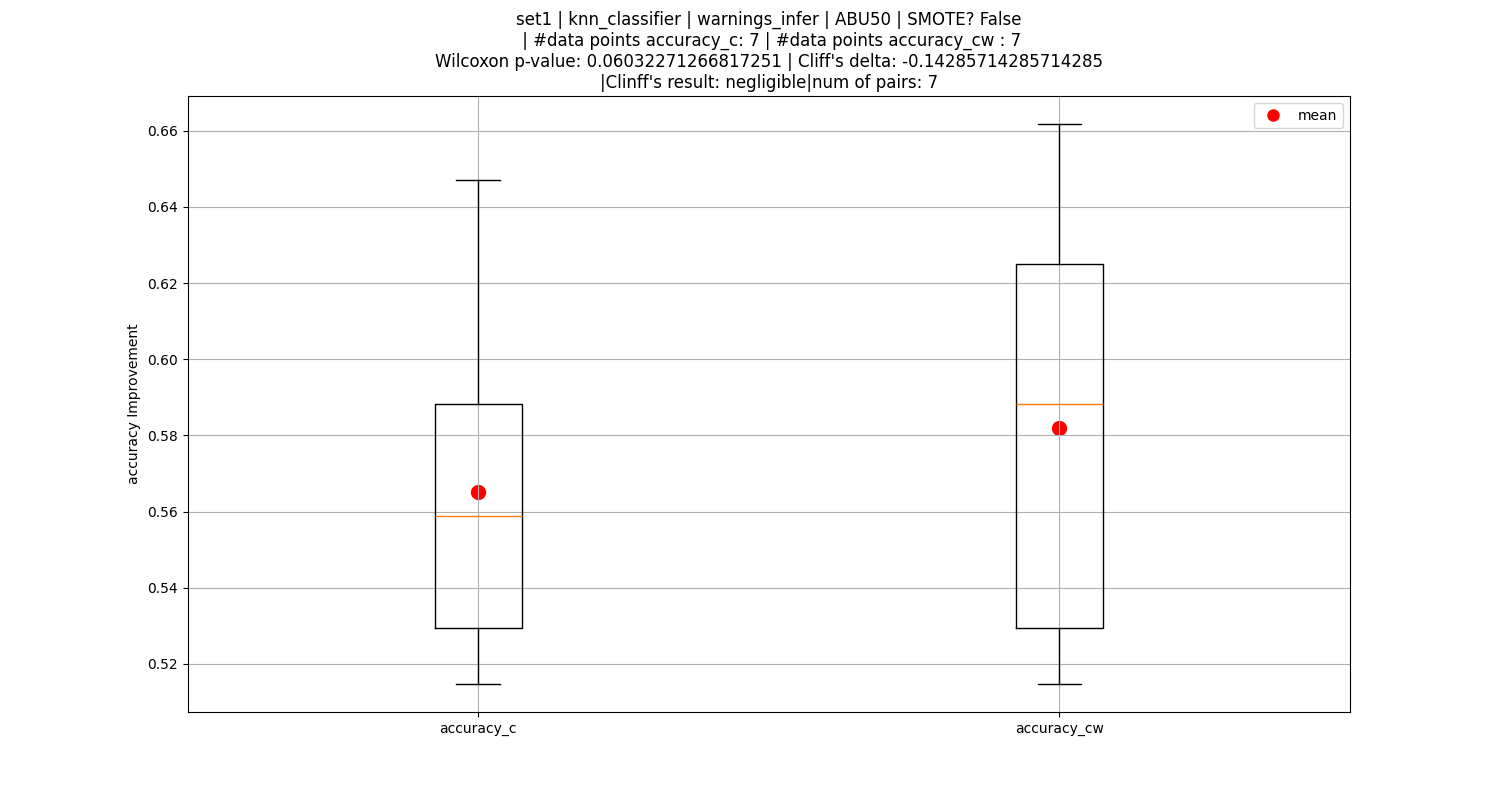 set1 | knn_classifier | warnings_infer | ABU50 | SMOTE? False
| #data points accuracy_c: 7 | #data points accuracy_cw : 7
Wilcoxon p-value: 0.06032271266817251 | Cliff's delta: -0.14285714285714285
|Clinff's result: negligible|num of pairs: 7
mean
accuracy Improvement
0.66
0.64
0.62
0.60
0.58
0.56
0.54
0.52
accuracy_c
accuracy_cw